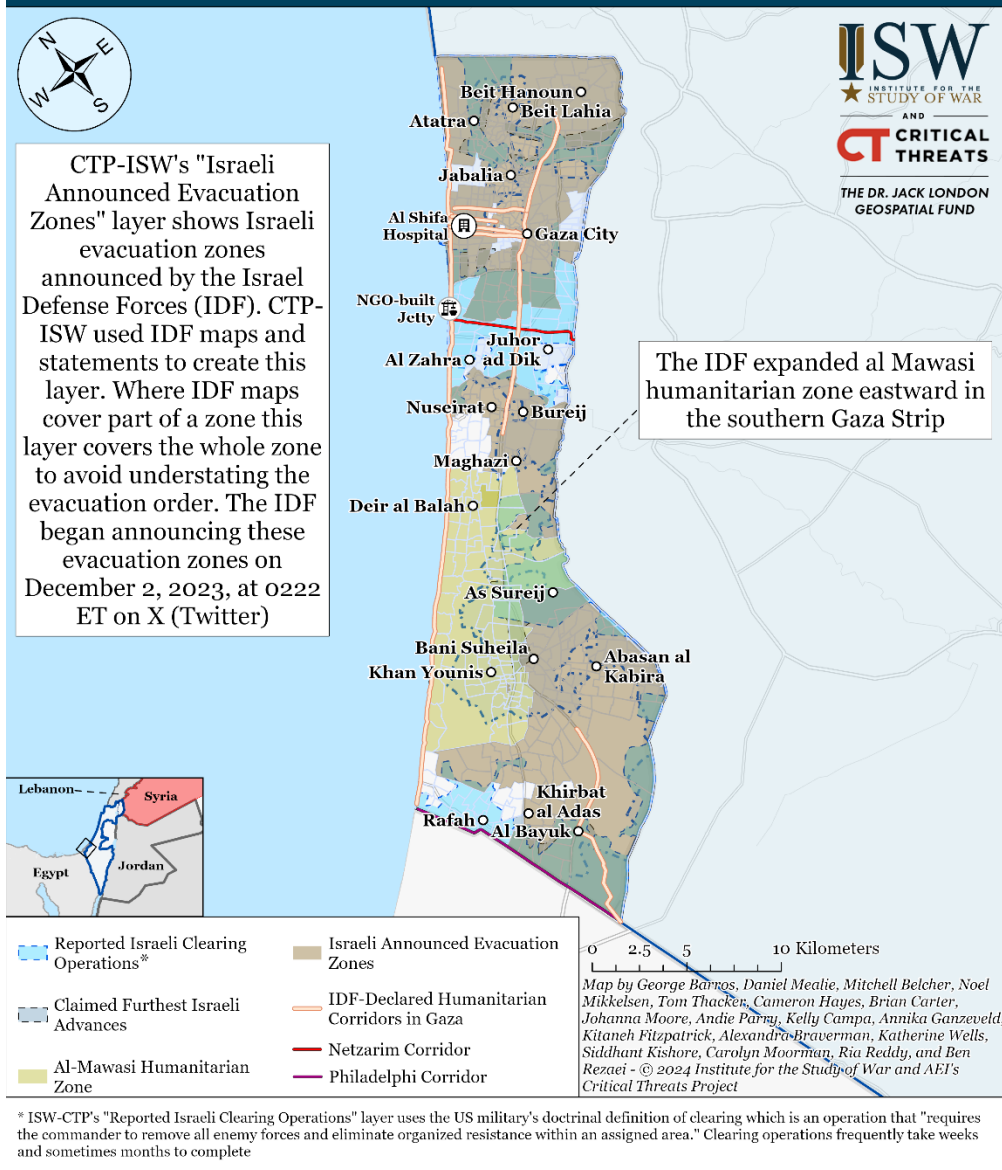 N
E
W
S
ISW
INSTITUTE FOR THE
STUDY OF WAR
AND
CT CRITICAL
THREATS
THE DR. JACK LONDON
GEOSPATIAL FUND
CTP-ISW's "Israeli
Announced Evacuation
Zones" layer shows Israeli
evacuation zones
announced by the Israel
Defense Forces (IDF). CTP-
ISW used IDF maps and
statements to create this
layer. Where IDF maps
cover part of a zone this
layer covers the whole zone
to avoid understating the
evacuation order. The IDF
began announcing these
evacuation zones on
December 2, 2023, at 0222
ET on X (Twitter)
Beit Hanoun
Beit Lahia
Atatra
Jabalia
Al Shifa
Hospital
Gaza City
NGO-built
Jetty
Juhor
ad Dik
Al Zahra
The IDF expanded al Mawasi
humanitarian zone eastward in
the southern Gaza Strip
Nuseirat
Bureij
Maghazi
Deir al Balah
As Sureij
Bani Suheila
Abasan al
Kabira
Khan Younis
Khirbat
al Adas
Rafah
Al Bayuk
Lebanon
Syria
Egypt
Jordan
Reported Israeli Clearing
Operations*
Claimed Furthest Israeli
Advances
Al-Mawasi Humanitarian
Zone
Israeli Announced Evacuation
Zones
IDF-Declared Humanitarian
Corridors in Gaza
Netzarim Corridor
Philadelphi Corridor
0 2.5 5 10 Kilometers
Map by George Barros, Daniel Mealie, Mitchell Belcher, Noel
Mikkelsen, Tom Thacker, Cameron Hayes, Brian Carter,
Johanna Moore, Andie Parry, Kelly Campa, Annika Ganzeveld,
Kitaneh Fitzpatrick, Alexandra Braverman, Katherine Wells,
Siddhant Kishore, Carolyn Moorman, Ria Reddy, and Ben
Rezaei - © 2024 Institute for the Study of War and AEI's
Critical Threats Project
* ISW-CTP's "Reported Israeli Clearing Operations" layer uses the US military's doctrinal definition of clearing which is an operation that "requires
the commander to remove all enemy forces and eliminate organized resistance within an assigned area." Clearing operations frequently take weeks
and sometimes months to complete